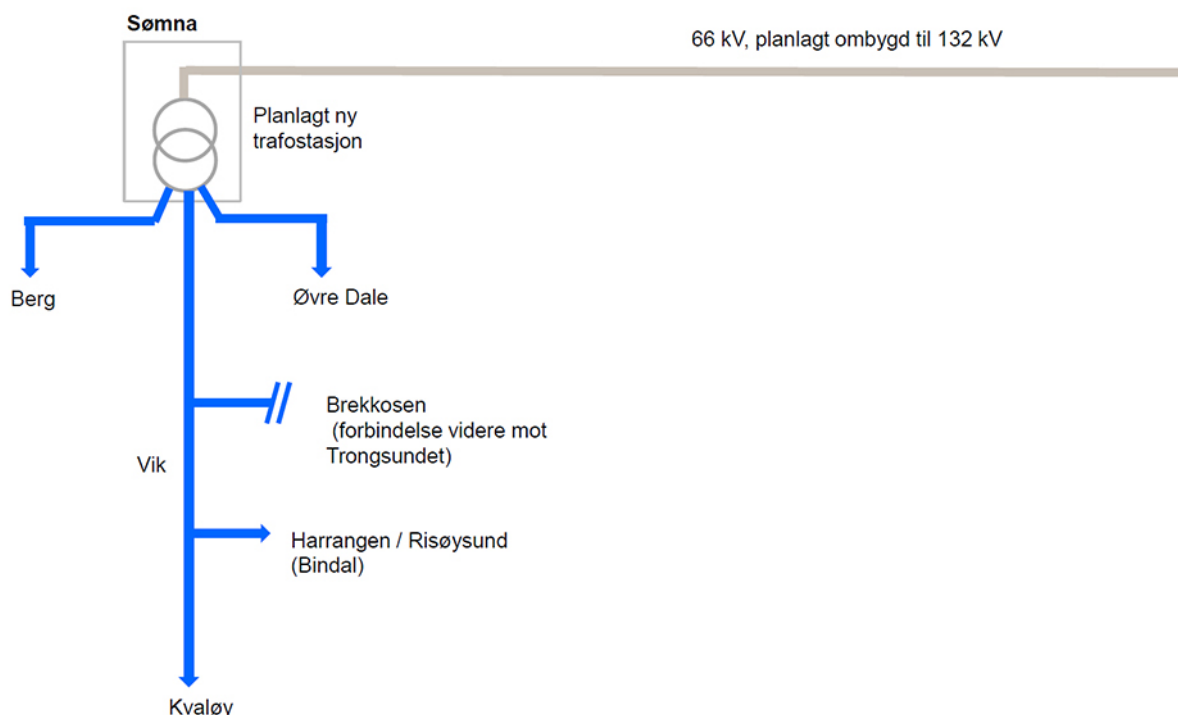 Sømna
66 kV, planlagt ombygd til 132 kV
Planlagt ny
trafostasjon
Berg
Øvre Dale
Brekkosen
(forbindelse videre mot
Trongsundet)
Vik
Harrangen / Risøysund
(Bindal)
Kvaløy